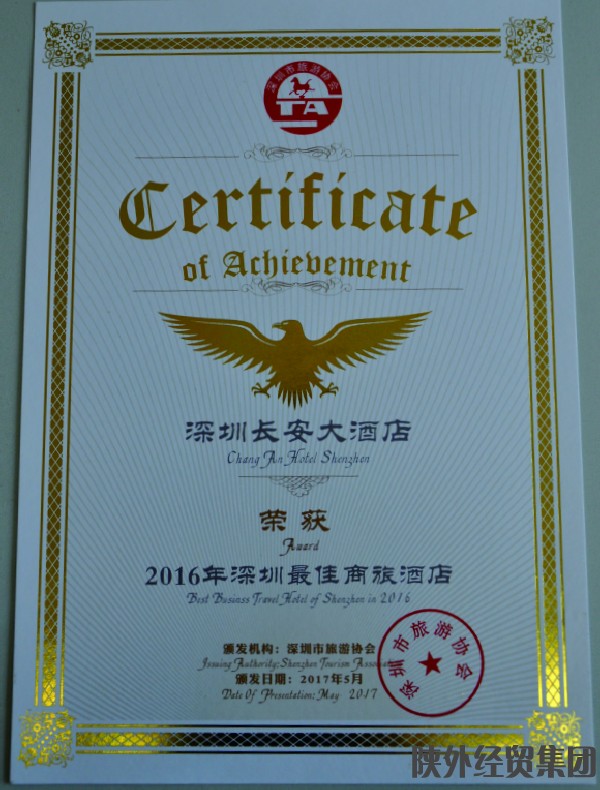 深圳市旅游协会
STA
Certificate
of Achievement
深圳长安大酒店
Chang An Hotel Shenzhen
荣获
Award
2016年深圳最佳商旅酒店
Best Business Travel Hotel of Shenzhen in 2016
颁发机构：深圳市旅游协会
Issuing Authority: Shenzhen Tourism Association
颁发日期：2017年5月
Date Of Presentation: May 2017
深圳市旅游协会
陕外经贸集团